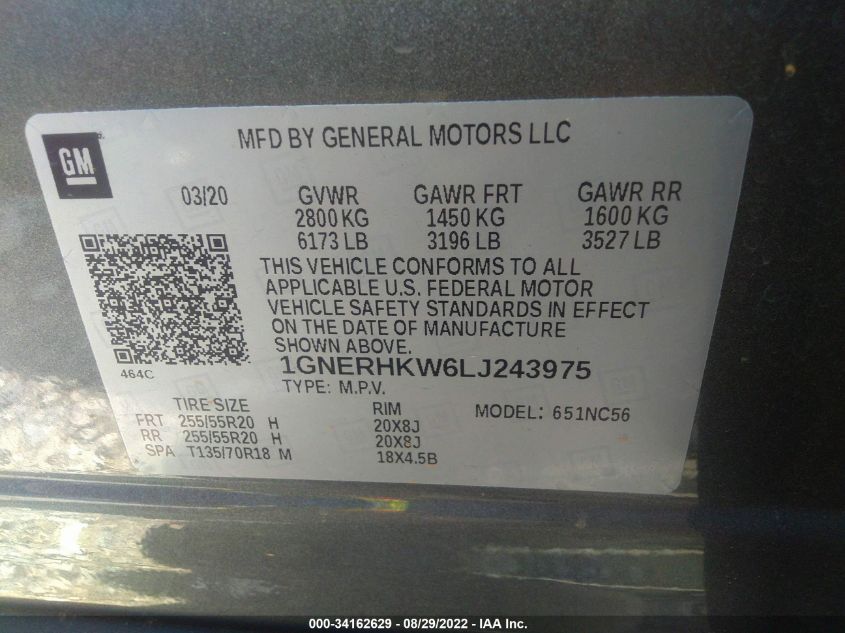 MFD BY GENERAL MOTORS LLC
GM
03/20 GVWR GAWR FRT GAWR RR
2800 KG 1450 KG 1600 KG
6173 LB 3196 LB 3527 LB
THIS VEHICLE CONFORMS TO ALL
APPLICABLE U.S. FEDERAL MOTOR
VEHICLE SAFETY STANDARDS IN EFFECT
ON THE DATE OF MANUFACTURE
SHOWN ABOVE.
464C
1GNERHKW6LJ243975
TYPE: M.P.V.
TIRE SIZE RIM MODEL: 651NC56
FRT 255/55R20 H 20X8J
RR 255/55R20 H 20X8J
SPA T135/70R18 M 18X4.5B
000-34162629 - 08/29/2022 - IAA Inc.